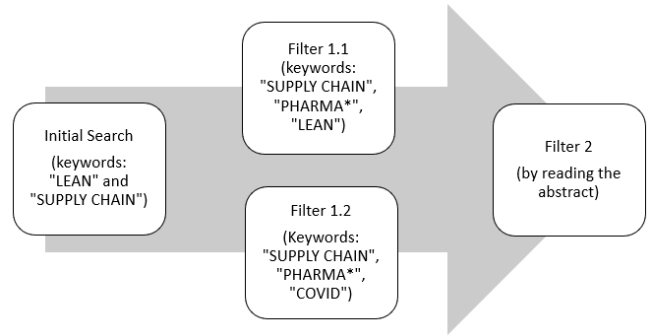 Initial Search
(keywords:
"LEAN" and
"SUPPLY CHAIN")
Filter 1.1
(keywords:
"SUPPLY CHAIN",
"PHARMA*",
"LEAN")
Filter 1.2
(Keywords:
"SUPPLY CHAIN",
"PHARMA*",
"COVID")
Filter 2
(by reading the
abstract)